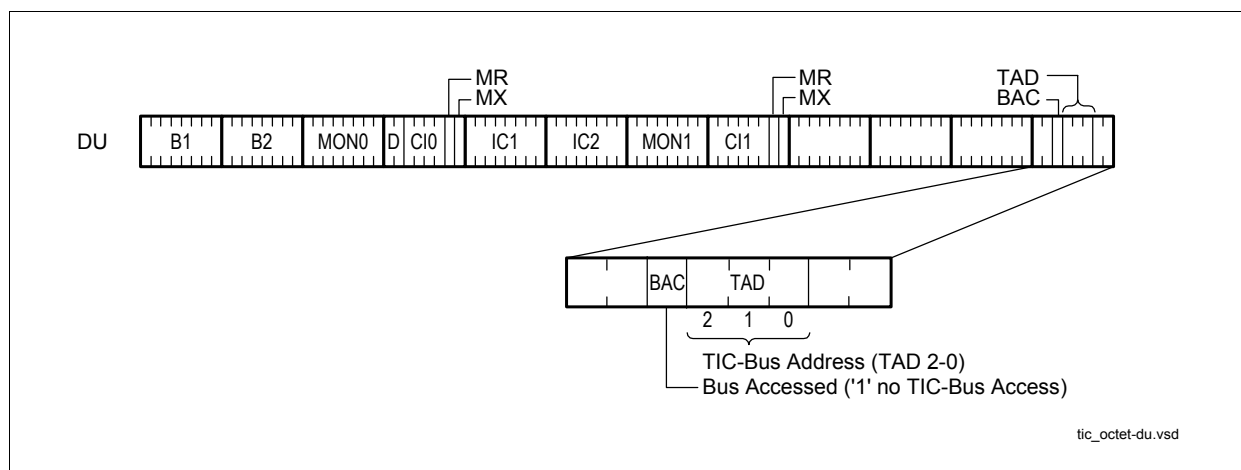 MR MR TAD
MX MX BAC
DU B1 B2 MON0 D CI0 IC1 IC2 MON1 CI1
BAC TAD
2 1 0
TIC-Bus Address (TAD 2-0)
Bus Accessed ('1' no TIC-Bus Access)
tic_octet-du.vsd